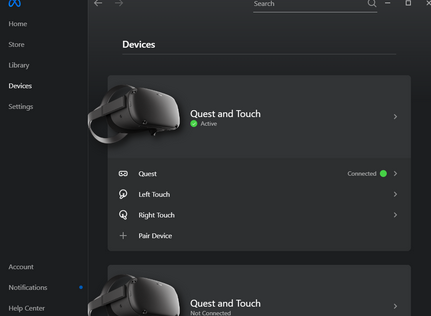 Search
Home
Store
Library
Devices
Settings
Devices
Quest and Touch
Active
Quest
Connected
Left Touch
Right Touch
Pair Device
Account
Notifications
Help Center
Quest and Touch
Not Connected